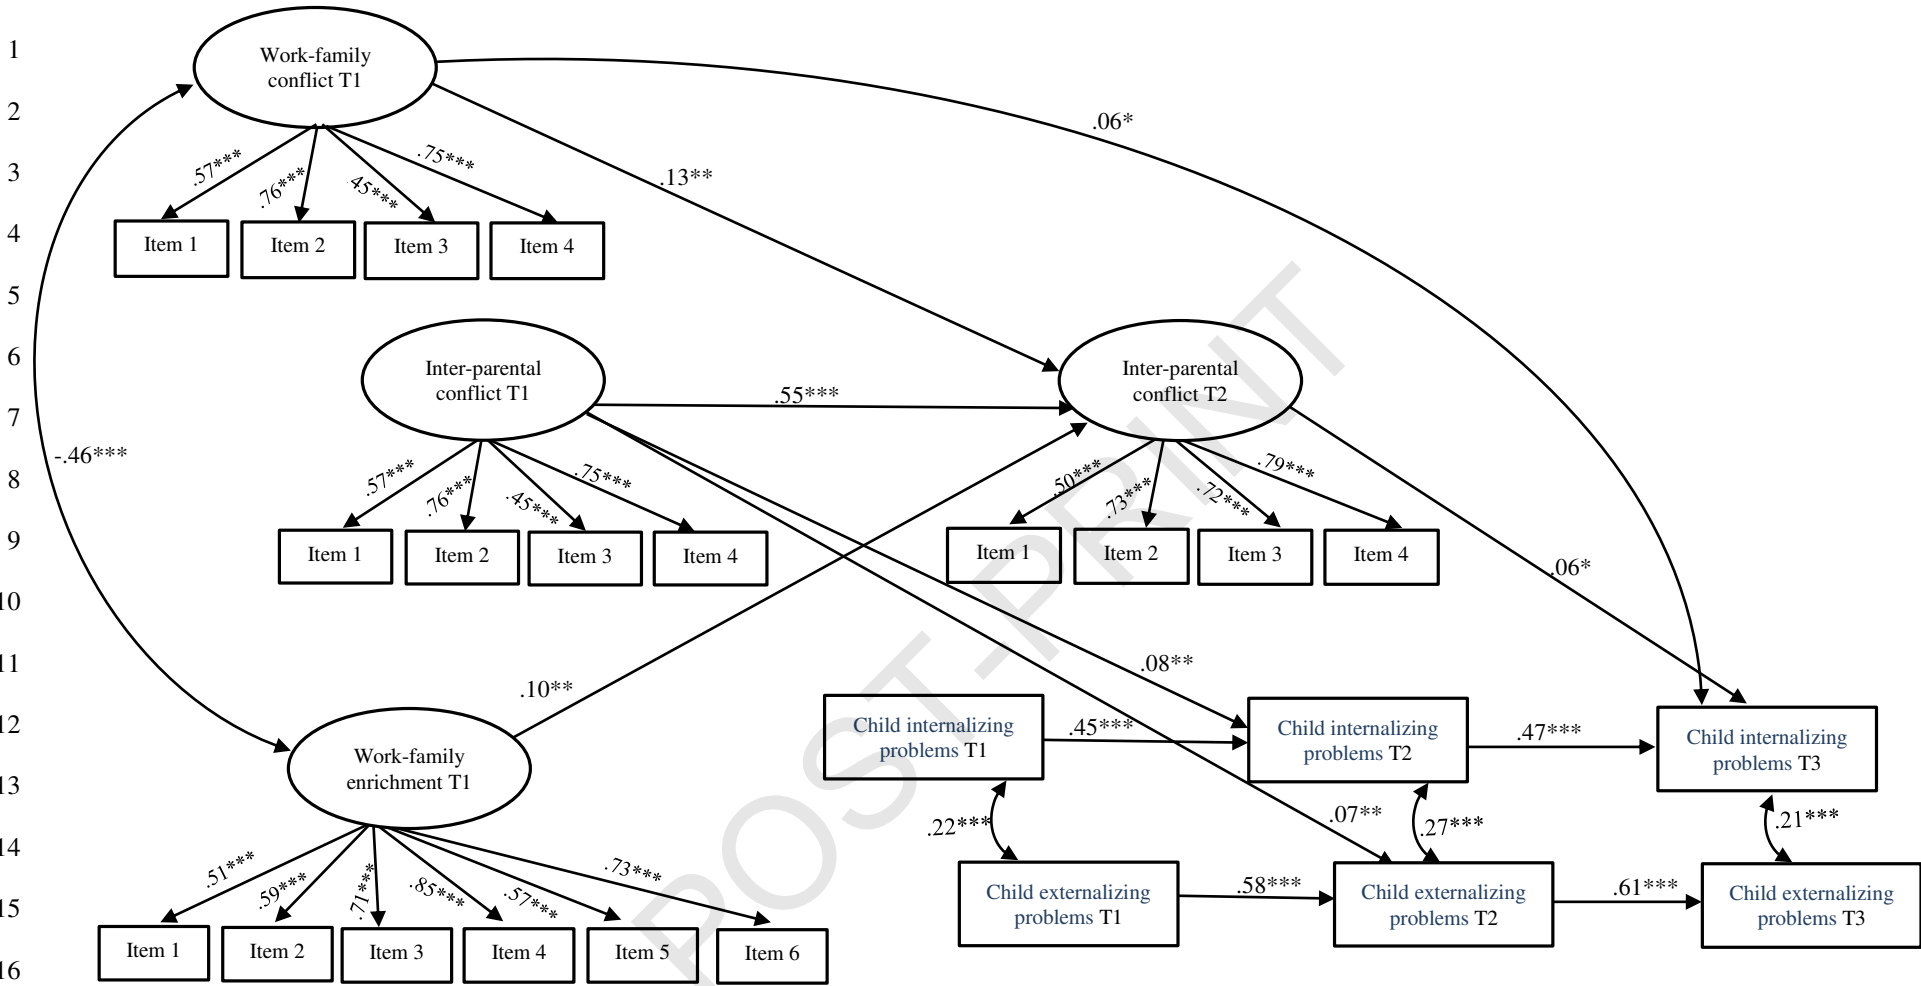 1
Work-family
conflict T1
2
.06*
3
.57***
.76***
.45***
.75***
.13**
4
Item 1
Item 2
Item 3
Item 4
5
6
Inter-parental
conflict T1
Inter-parental
conflict T2
.55***
7
-.46***
8
.57***
.76***
.45***
.75***
.50***
.73***
.72***
.79***
9
Item 1
Item 2
Item 3
Item 4
Item 1
Item 2
Item 3
Item 4
.06*
10
11
.08**
.10**
12
Child internalizing
problems T1
.45***
Child internalizing
problems T2
.47***
Child internalizing
problems T3
Work-family
enrichment T1
13
.22***
.07**
.27***
.21***
14
.51***
.59***
.71***
.85***
.57***
.73***
Child externalizing
problems T1
.58***
Child externalizing
problems T2
.61***
Child externalizing
problems T3
15
Item 1
Item 2
Item 3
Item 4
Item 5
Item 6
16
POST-PRINT